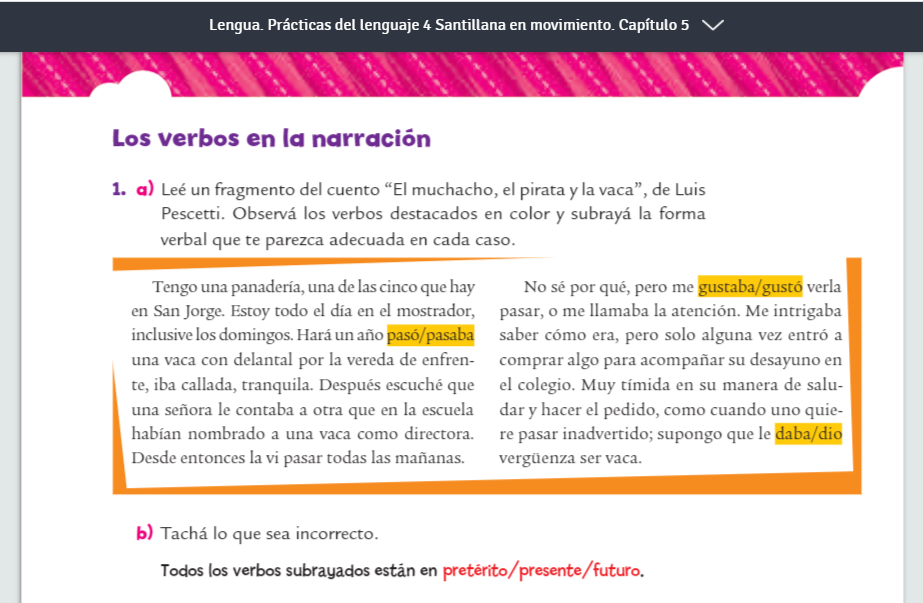 Lengua. Prácticas del lenguaje 4 Santillana en movimiento. Capítulo 5
Los verbos en la narración
1. a) Leé un fragmento del cuento “El muchacho, el pirata y la vaca”, de Luis
Pescetti. Observá los verbos destacados en color y subrayá la forma
verbal que te parezca adecuada en cada caso.
Tengo una panadería, una de las cinco que hay
en San Jorge. Estoy todo el día en el mostrador,
inclusive los domingos. Hará un año pasó/pasaba
una vaca con delantal por la vereda de enfren-
te, iba callada, tranquila. Después escuché que
una señora le contaba a otra que en la escuela
habían nombrado a una vaca como directora.
Desde entonces la vi pasar todas las mañanas.
No sé por qué, pero me gustaba/gustó verla
pasar, o me llamaba la atención. Me intrigaba
saber cómo era, pero solo alguna vez entró a
comprar algo para acompañar su desayuno en
el colegio. Muy tímida en su manera de salu-
dar y hacer el pedido, como cuando uno quie-
re pasar inadvertido; supongo que le daba/dio
vergüenza ser vaca.
b) Tachá lo que sea incorrecto.
Todos los verbos subrayados están en pretérito/presente/futuro.